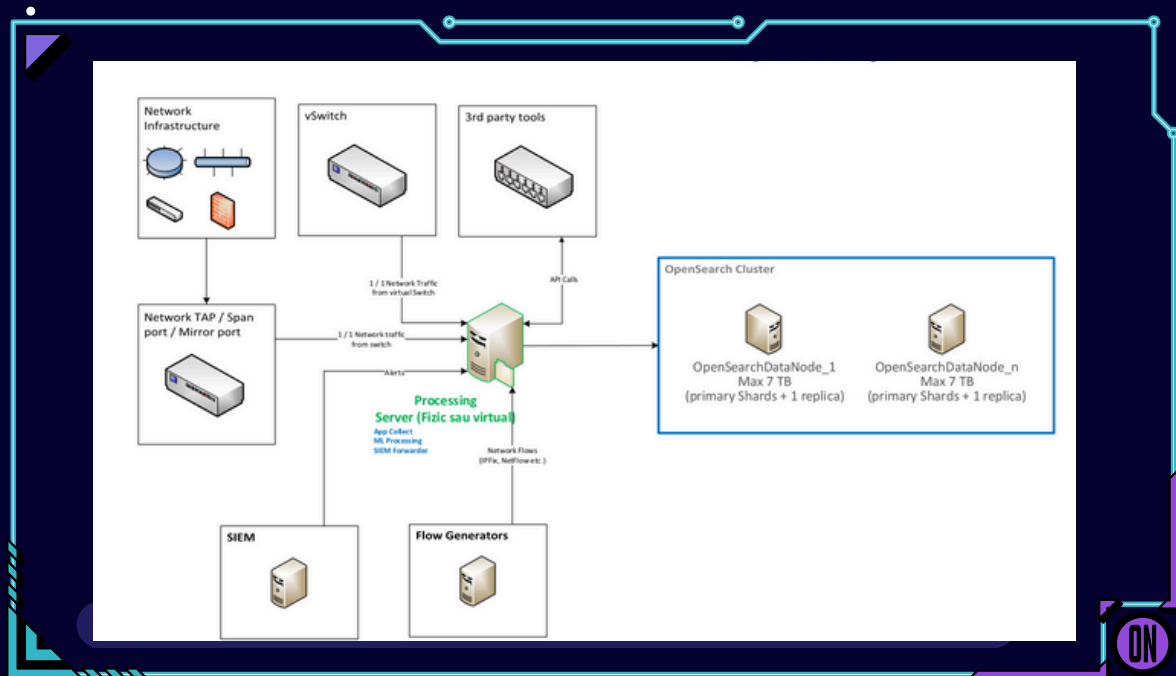 Network
Infrastructure
vSwitch
3rd party tools
1 / 1 Network Traffic
from virtual Switch
API Calls
Network TAP / Span
port / Mirror port
1 / 1 Network traffic
from switch
Alerts
Processing
Server (Fizic sau virtual)
App Collect
ML Processing
SIEM Forwarder
Network Flows
(IPFix, NetFlow etc.)
OpenSearch Cluster
OpenSearchDataNode_1
Max 7 TB
(primary Shards + 1 replica)
OpenSearchDataNode_n
Max 7 TB
(primary Shards + 1 replica)
SIEM
Flow Generators
ON